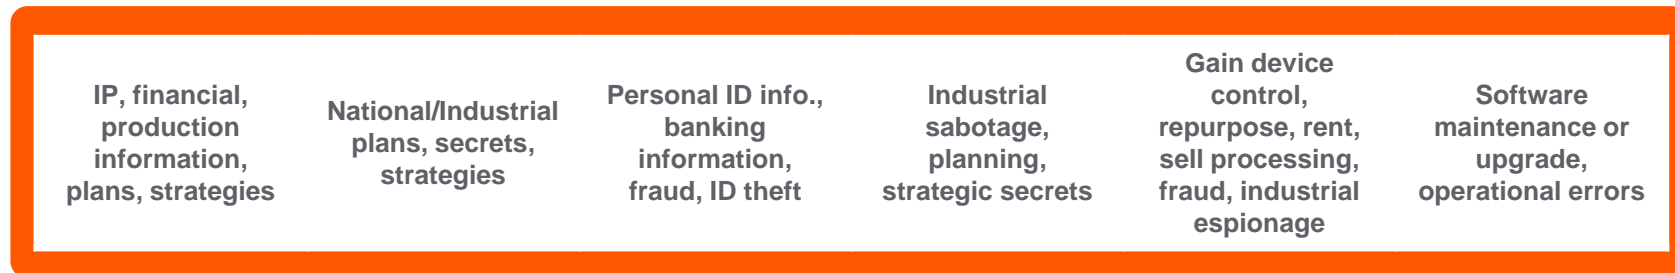 IP, financial,
production
information,
plans, strategies
National/Industrial
plans, secrets,
strategies
Personal ID info.,
banking
information,
fraud, ID theft
Industrial
sabotage,
planning,
strategic secrets
Gain device
control,
repurpose, rent,
sell processing,
fraud, industrial
espionage
Software
maintenance or
upgrade,
operational errors